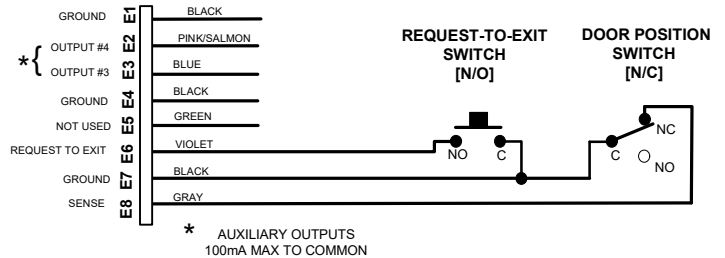 GROUND E1 BLACK
OUTPUT #4 E2 PINK/SALMON
*{
OUTPUT #3 E3 BLUE
GROUND E4 BLACK
NOT USED E5 GREEN
REQUEST TO EXIT E6 VIOLET
GROUND E7 BLACK
SENSE E8 GRAY
* AUXILIARY OUTPUTS
100mA MAX TO COMMON
REQUEST-TO-EXIT
SWITCH
[N/O]
NO C
DOOR POSITION
SWITCH
[N/C]
NC
C NO